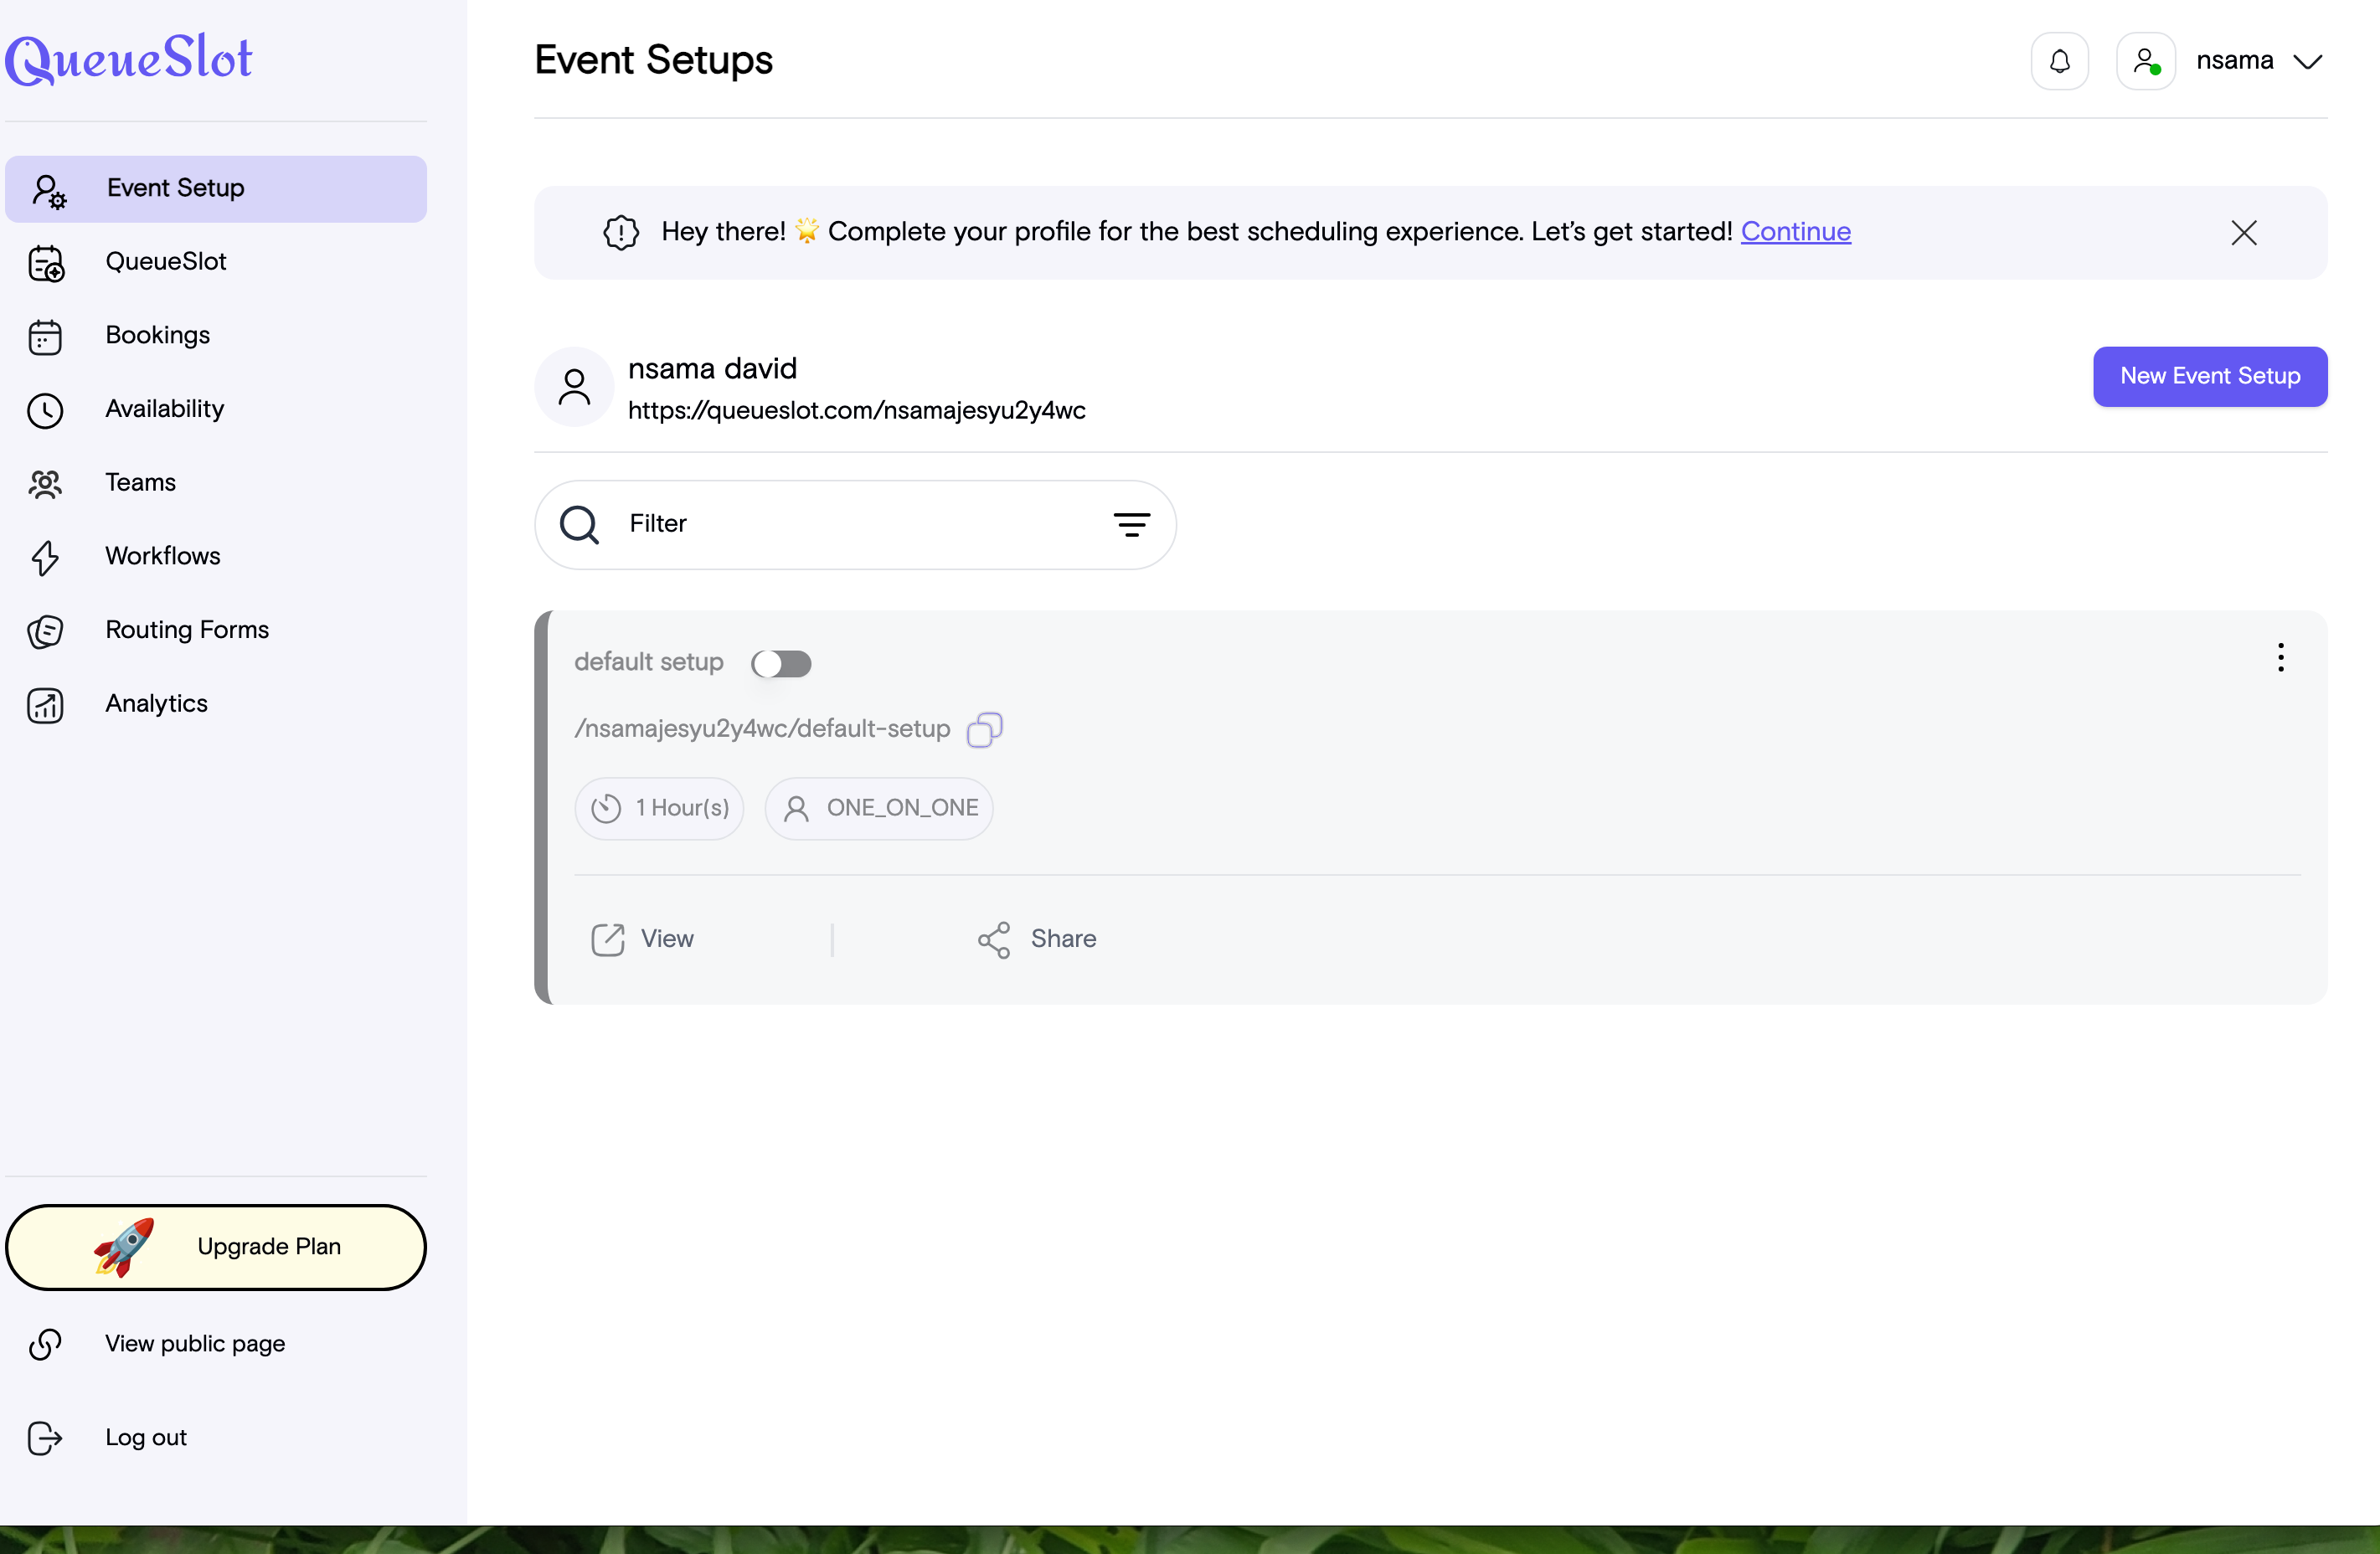 QueueSlot
Event Setup
QueueSlot
Bookings
Availability
Teams
Workflows
Routing Forms
Analytics
Upgrade Plan
View public page
Log out
Event Setups
nsama
Hey there! 🌟 Complete your profile for the best scheduling experience. Let’s get started! Continue
nsama david
https://queueslot.com/nsamajesyu2y4wc
New Event Setup
Filter
default setup
/nsamajesyu2y4wc/default-setup
1 Hour(s) ONE_ON_ONE
View Share